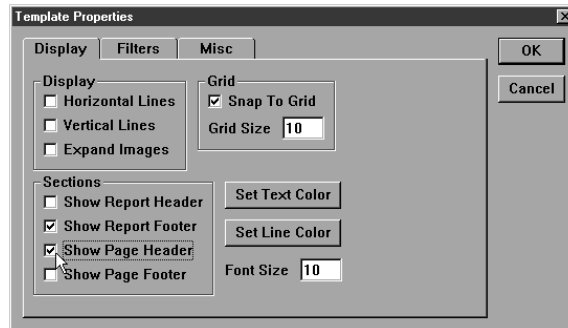 Template Properties
Display Filters Misc
OK
Cancel
Display
Horizontal Lines
Vertical Lines
Expand Images
Grid
Snap To Grid
Grid Size 10
Sections
Show Report Header
Show Report Footer
Show Page Header
Show Page Footer
Set Text Color
Set Line Color
Font Size 10